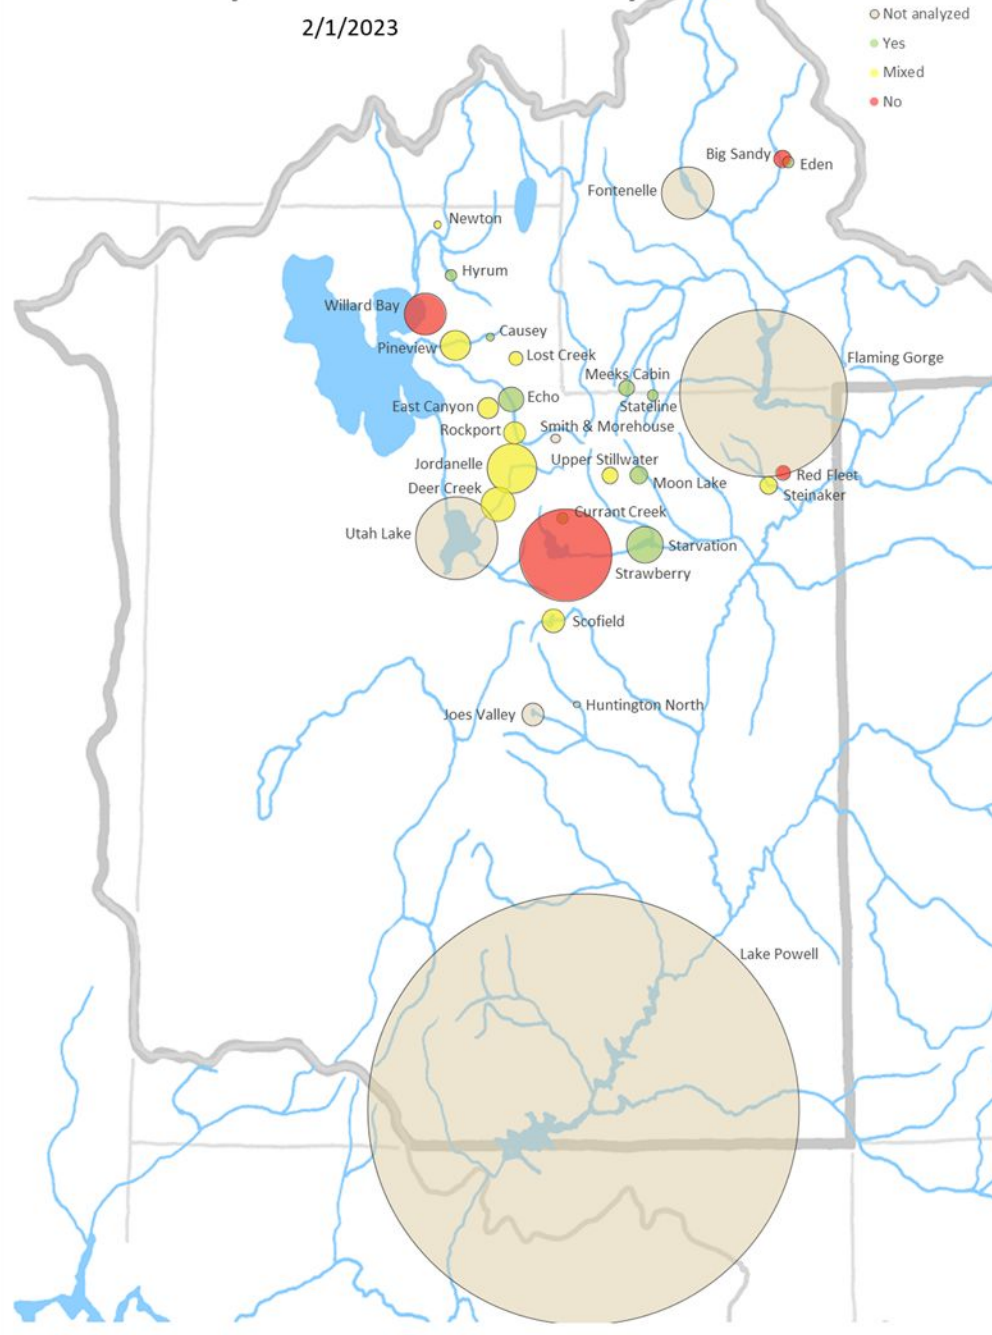 2/1/2023
Not analyzed
Yes
Mixed
No
Big Sandy
Eden
Fontenelle
Newton
Hyrum
Willard Bay
Causey
Pineview
Lost Creek
Flaming Gorge
Meeks Cabin
Echo
East Canyon
Stateline
Rockport
Smith & Morehouse
Upper Stillwater
Jordanelle
Red Fleet
Moon Lake
Deer Creek
Steinaker
Currant Creek
Utah Lake
Starvation
Strawberry
Scofield
Huntington North
Joes Valley
Lake Powell